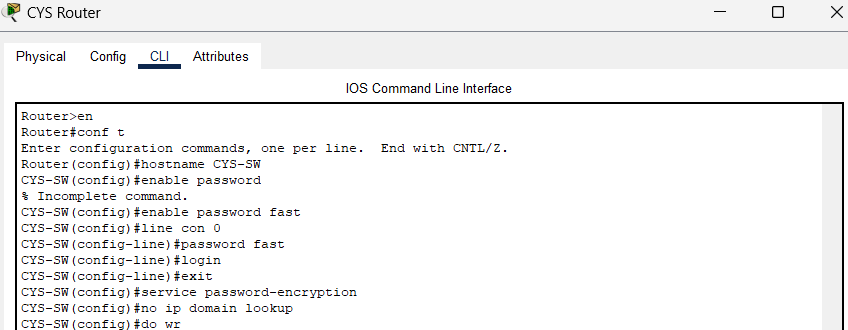 CYS Router
Physical Config CLI Attributes
IOS Command Line Interface
Router>en
Router#conf t
Enter configuration commands, one per line.  End with CNTL/Z.
Router(config)#hostname CYS-SW
CYS-SW(config)#enable password
% Incomplete command.
CYS-SW(config)#enable password fast
CYS-SW(config)#line con 0
CYS-SW(config-line)#password fast
CYS-SW(config-line)#login
CYS-SW(config-line)#exit
CYS-SW(config)#service password-encryption
CYS-SW(config)#no ip domain lookup
CYS-SW(config)#do wr